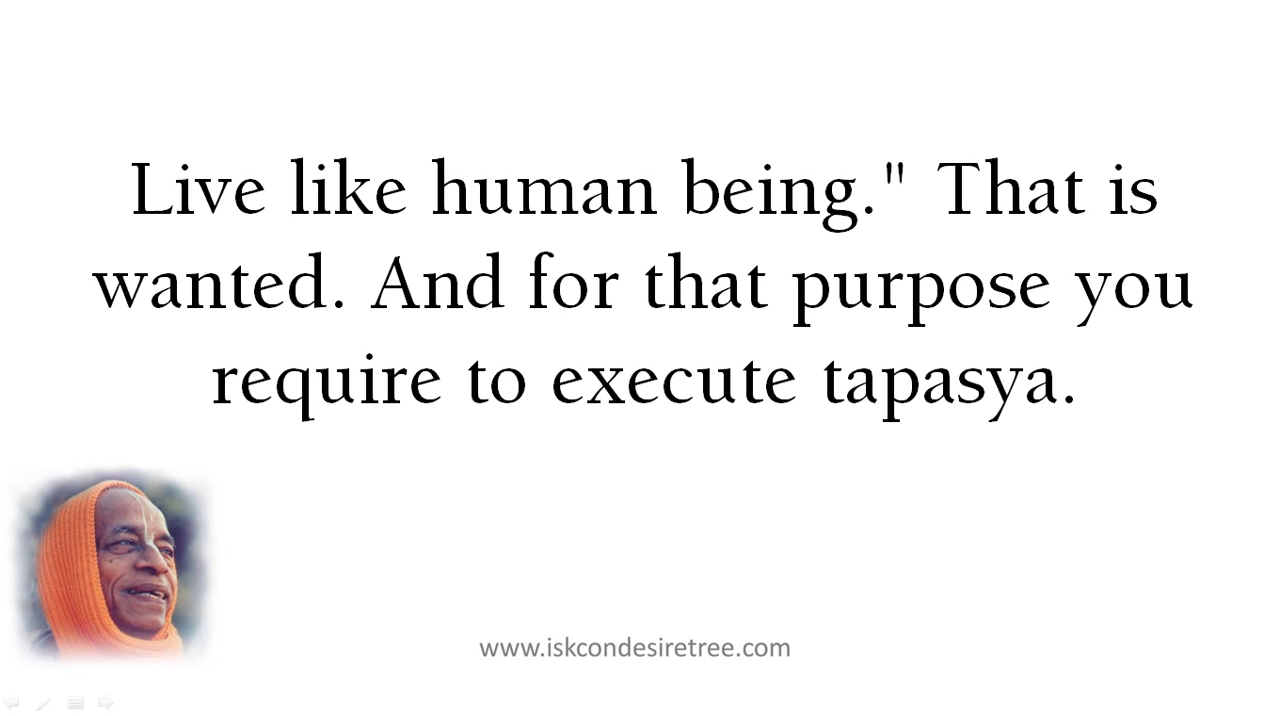 Live like human being." That is
wanted. And for that purpose you
require to execute tapasya.
www.iskcondesiretree.com